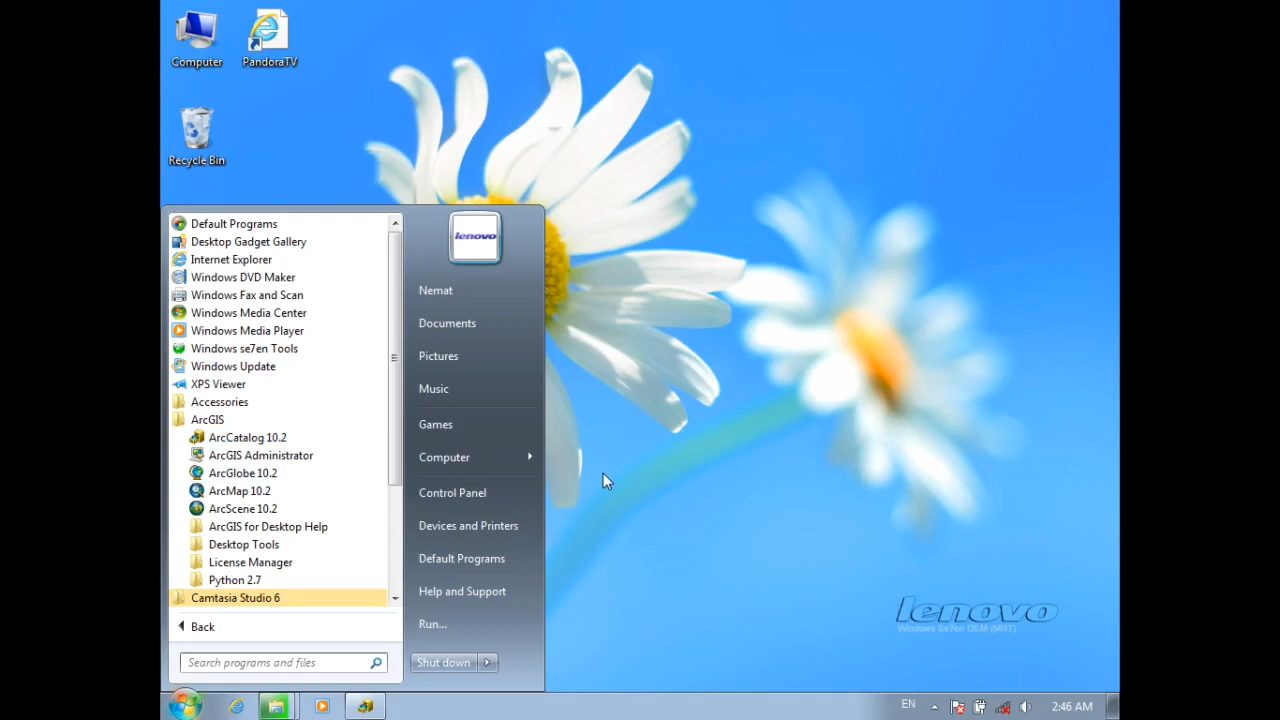 Computer
PandoraTV
Recycle Bin
Default Programs
Desktop Gadget Gallery
Internet Explorer
Windows DVD Maker
Windows Fax and Scan
Windows Media Center
Windows Media Player
Windows se7en Tools
Windows Update
XPS Viewer
Accessories
ArcGIS
ArcCatalog 10.2
ArcGIS Administrator
ArcGlobe 10.2
ArcMap 10.2
ArcScene 10.2
ArcGIS for Desktop Help
Desktop Tools
License Manager
Python 2.7
Camtasia Studio 6
Back
Search programs and files
lenovo
Nemat
Documents
Pictures
Music
Games
Computer
Control Panel
Devices and Printers
Default Programs
Help and Support
Run...
Shut down
lenovo
Windows Se7en OEM (MRT)
EN
2:46 AM